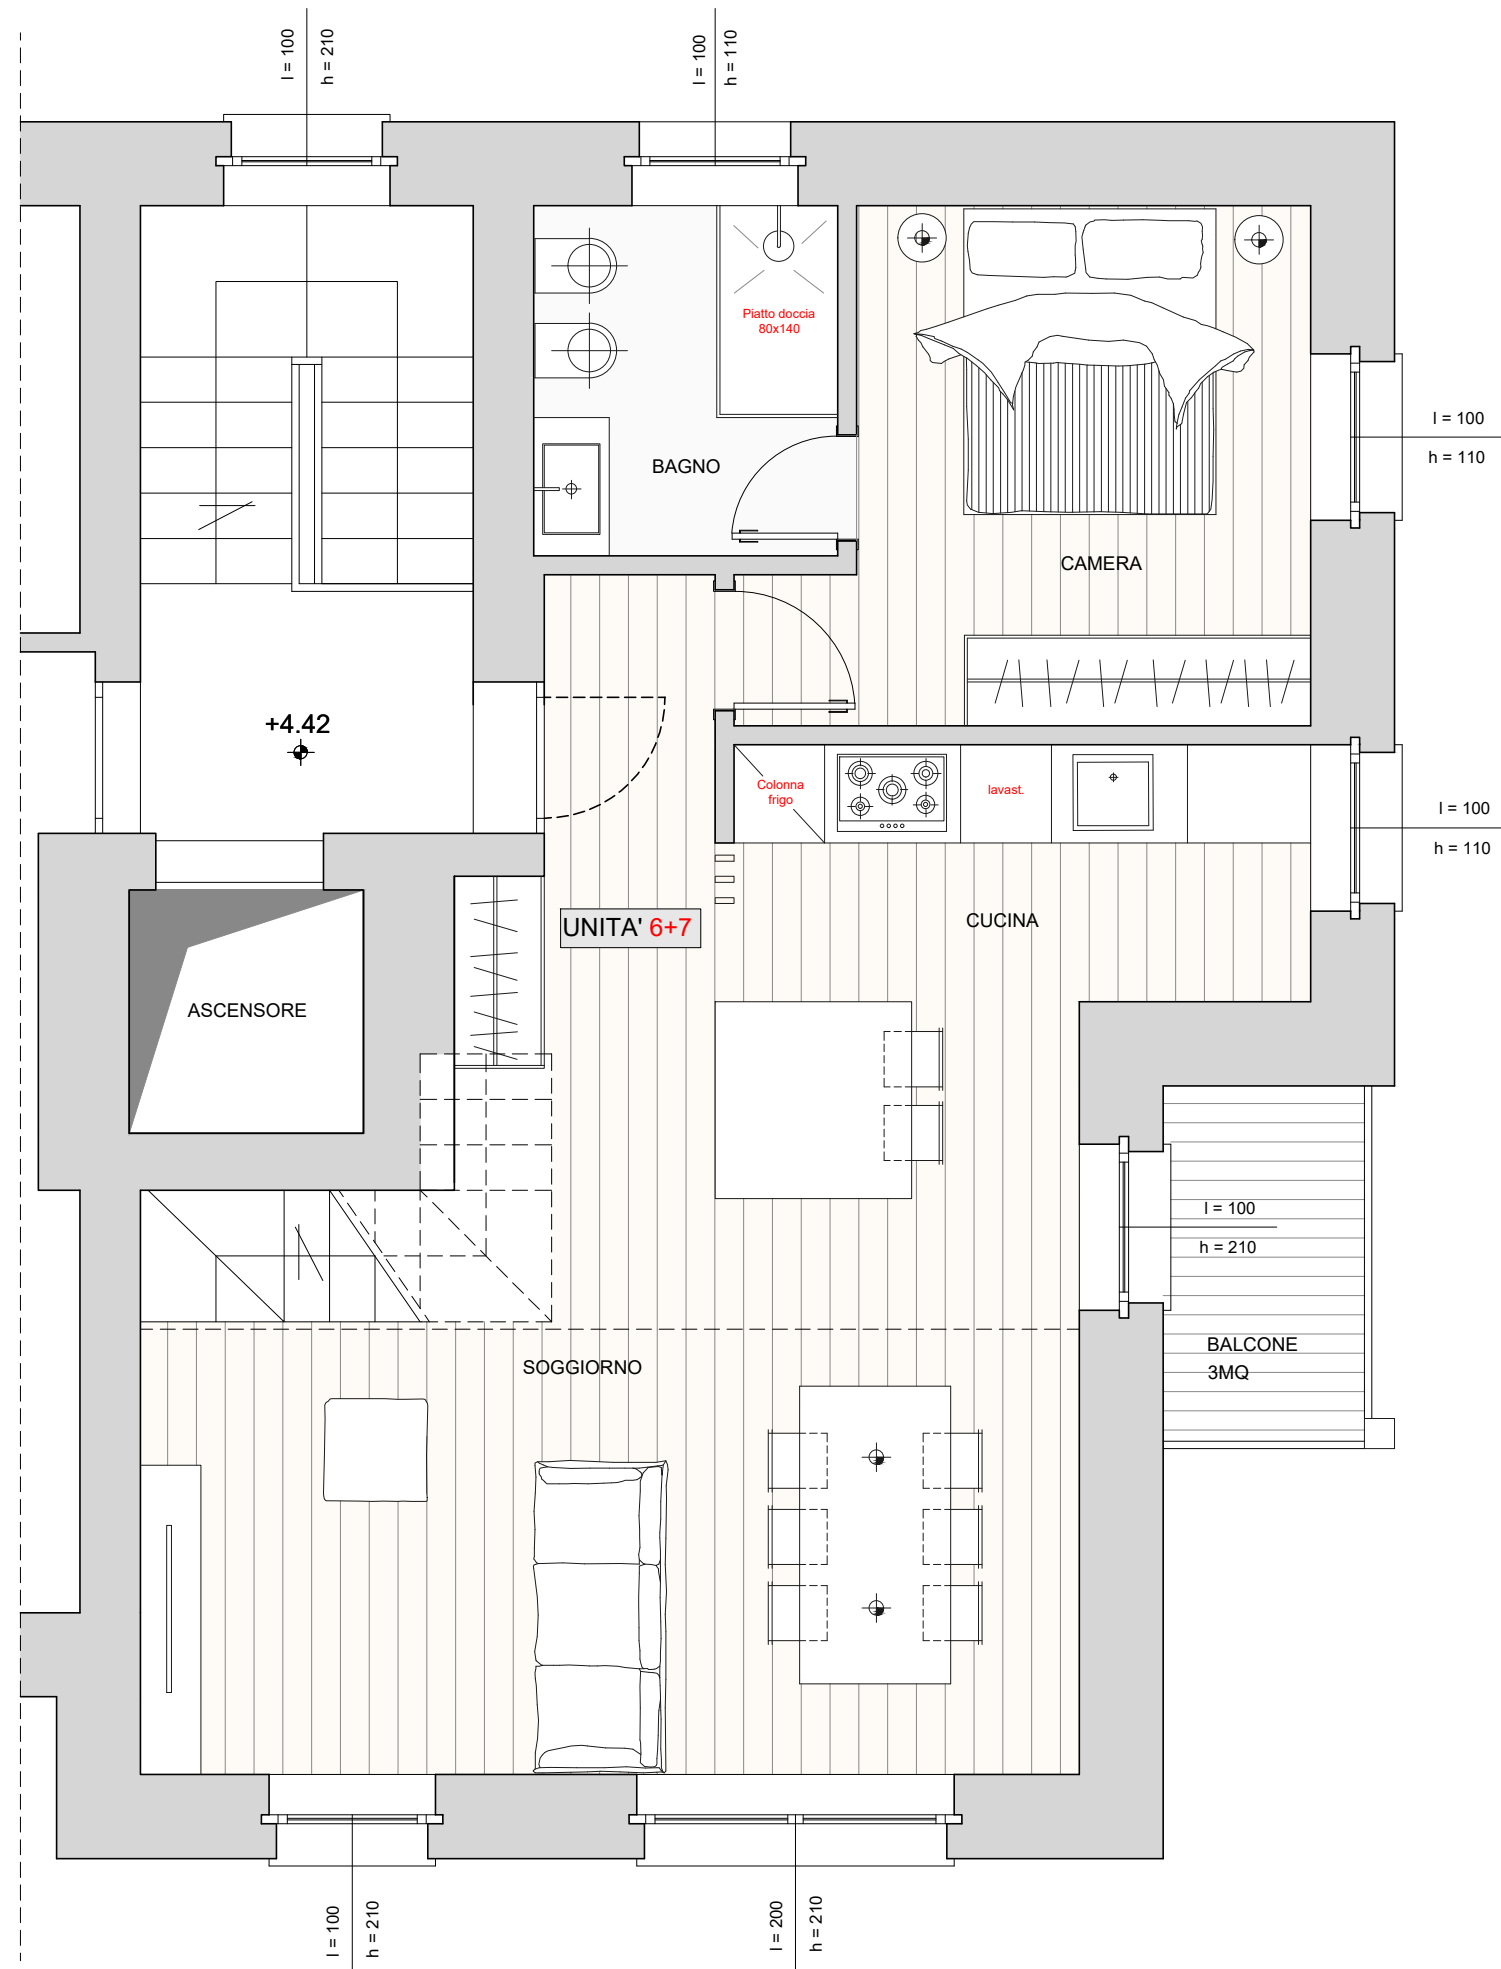 l = 100
h = 210
l = 100
h = 110
Piatto doccia
80x140
BAGNO
l = 100
h = 110
CAMERA
+4.42
Colonna
frigo
lavast.
l = 100
h = 110
UNITA' 6+7
CUCINA
ASCENSORE
l = 100
h = 210
BALCONE
3MQ
SOGGIORNO
l = 100
h = 210
l = 200
h = 210